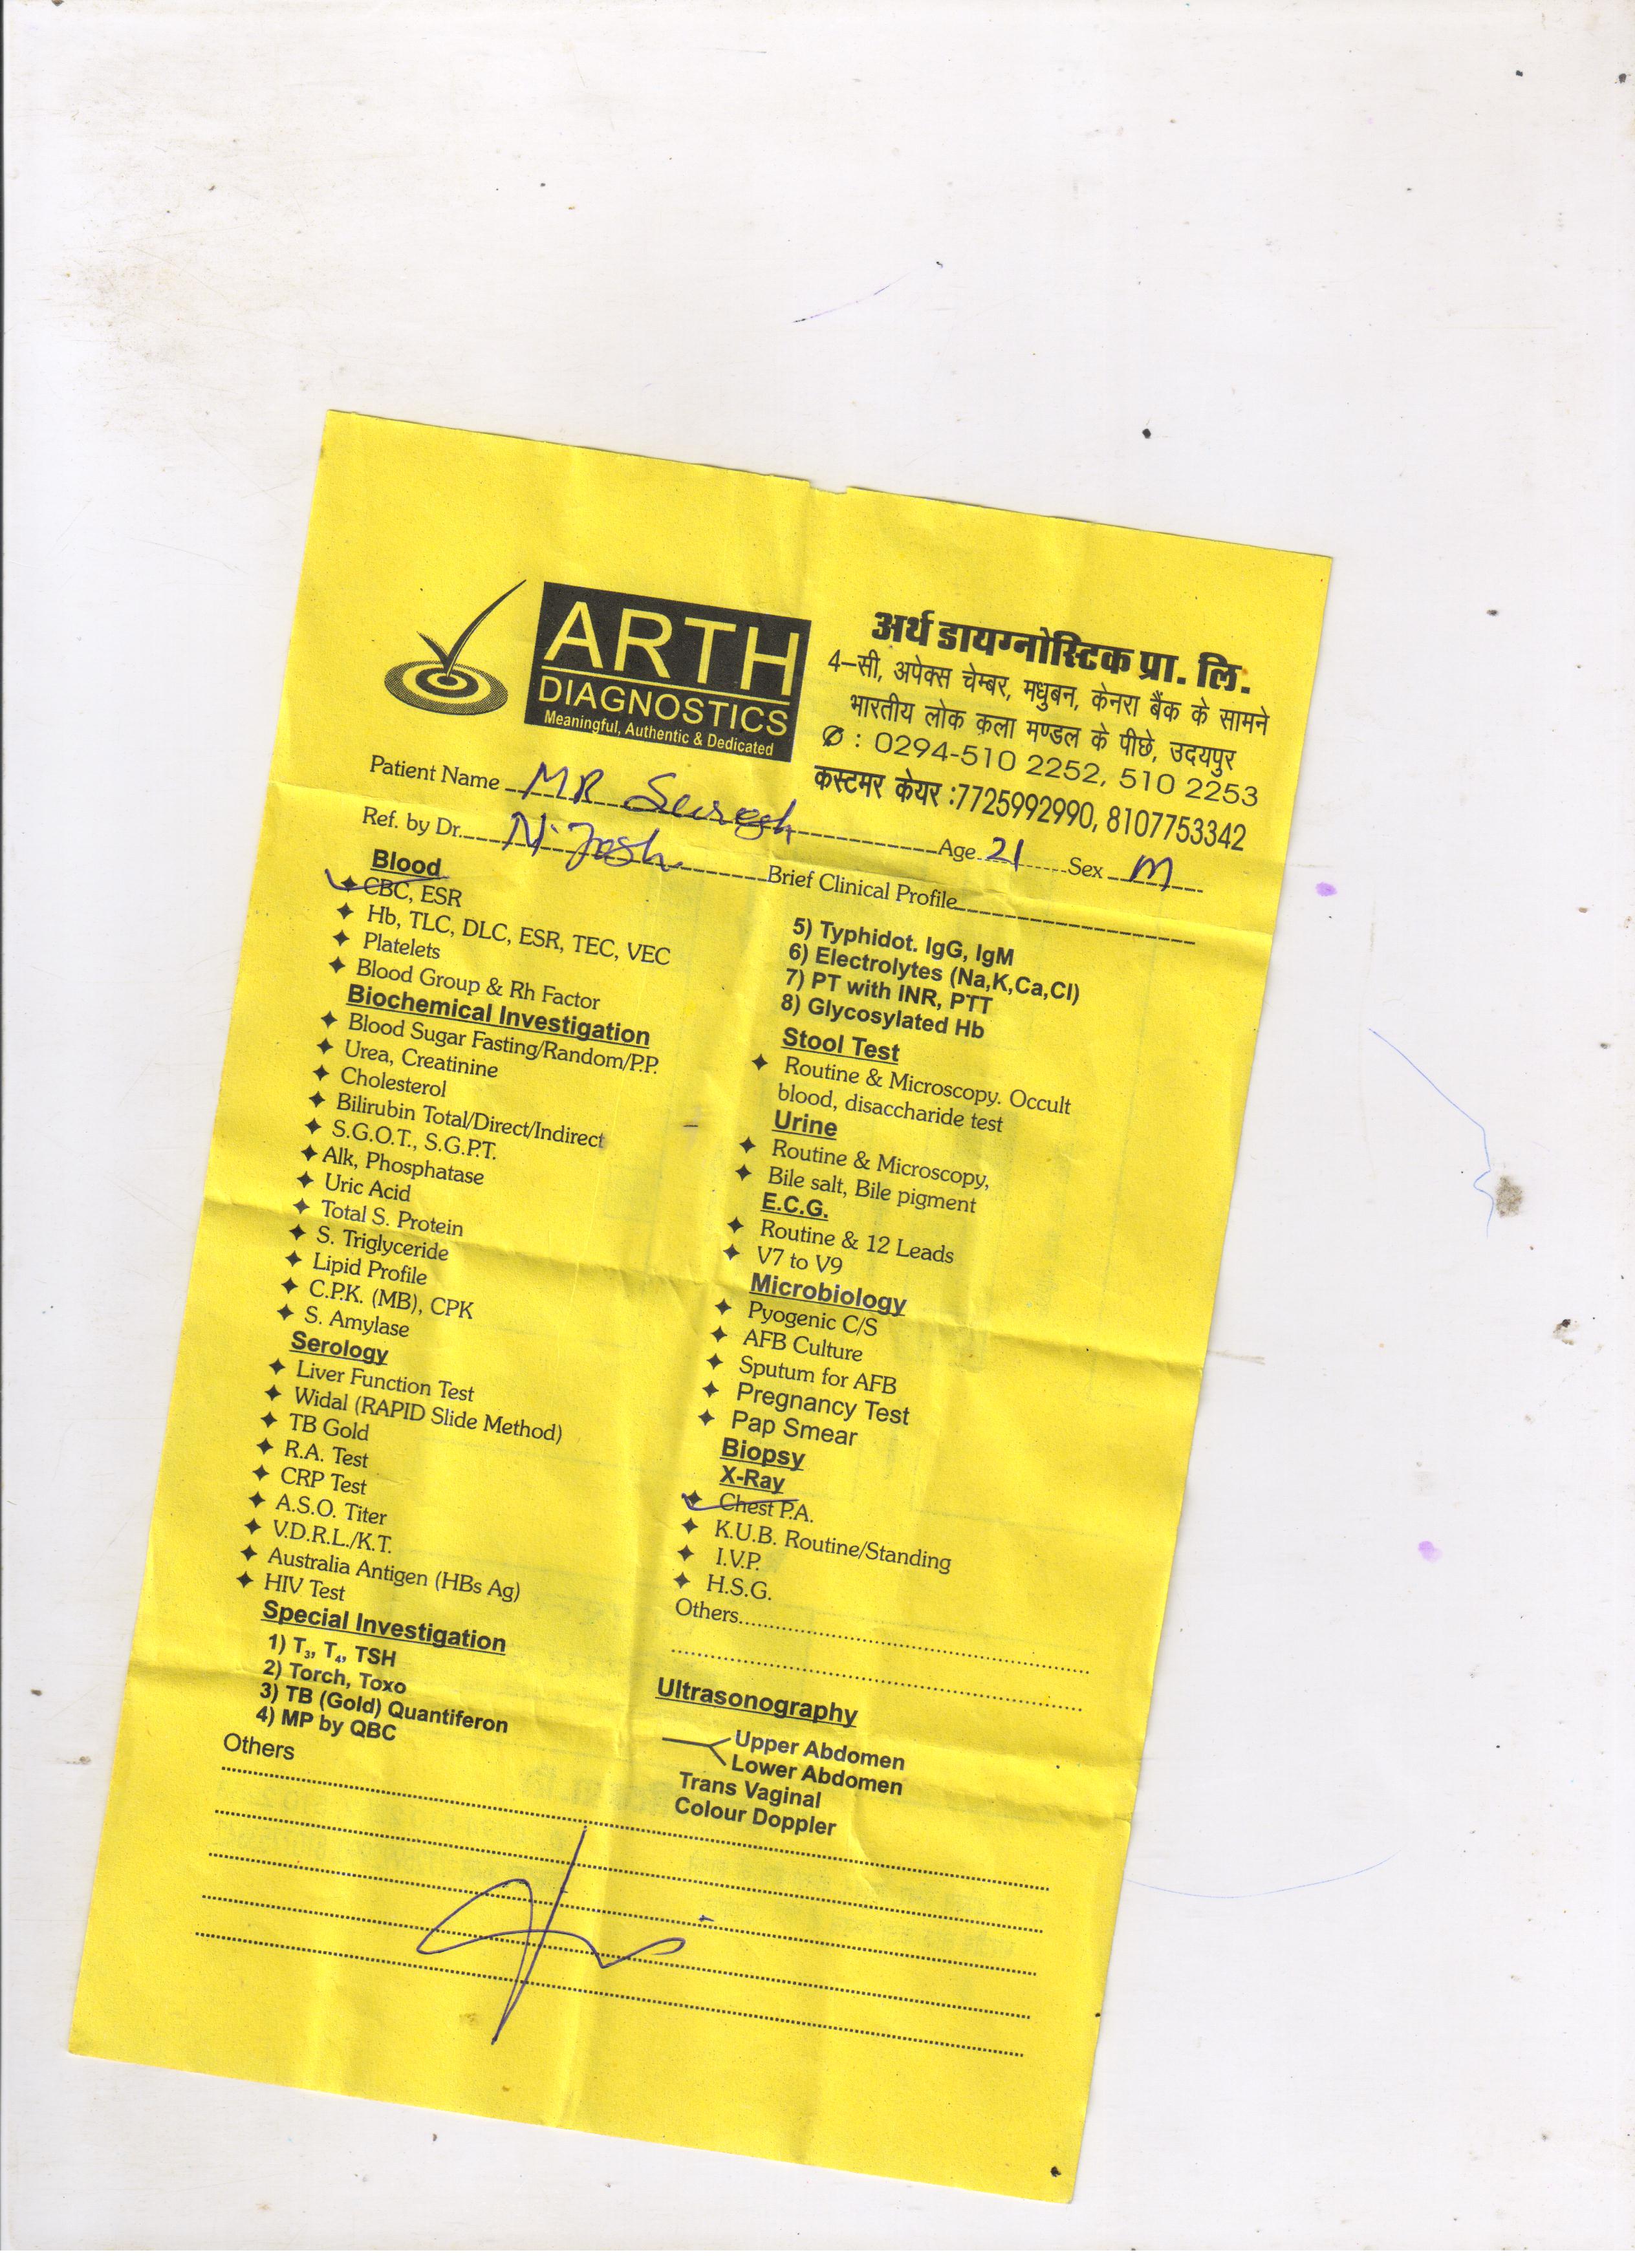 ARTH
DIAGNOSTICS
Meaningful, Authentic & Dedicated
अर्थ डायग्नोस्टिक प्रा. लि.
4–सी, अपेक्स चेम्बर, मधुबन, केनरा बैंक के सामने
भारतीय लोक कला मण्डल के पीछे, उदयपुर
: 0294-510 2252, 510 2253
कस्टमर केयर :7725992990, 8107753342
Patient Name MR Suresh
Age 21 Sex M
Ref. by Dr. N. Joshi
Brief Clinical Profile
Blood
CBC, ESR
Hb, TLC, DLC, ESR, TEC, VEC
Platelets
Blood Group & Rh Factor
Biochemical Investigation
Blood Sugar Fasting/Random/P.P.
Urea, Creatinine
Cholesterol
Bilirubin Total/Direct/Indirect
S.G.O.T., S.G.P.T.
Alk, Phosphatase
Uric Acid
Total S. Protein
S. Triglyceride
Lipid Profile
C.P.K. (MB), CPK
S. Amylase
Serology
Liver Function Test
Widal (RAPID Slide Method)
TB Gold
R.A. Test
CRP Test
A.S.O. Titer
V.D.R.L./K.T.
Australia Antigen (HBs Ag)
HIV Test
Special Investigation
1) T3, T4, TSH
2) Torch, Toxo
3) TB (Gold) Quantiferon
4) MP by QBC
Others
5) Typhidot. IgG, IgM
6) Electrolytes (Na,K,Ca,Cl)
7) PT with INR, PTT
8) Glycosylated Hb
Stool Test
Routine & Microscopy. Occult
blood, disaccharide test
Urine
Routine & Microscopy,
Bile salt, Bile pigment
E.C.G.
Routine & 12 Leads
V7 to V9
Microbiology
Pyogenic C/S
AFB Culture
Sputum for AFB
Pregnancy Test
Pap Smear
Biopsy
X-Ray
Chest P.A.
K.U.B. Routine/Standing
I.V.P.
H.S.G.
Others
Ultrasonography
Upper Abdomen
Lower Abdomen
Trans Vaginal
Colour Doppler